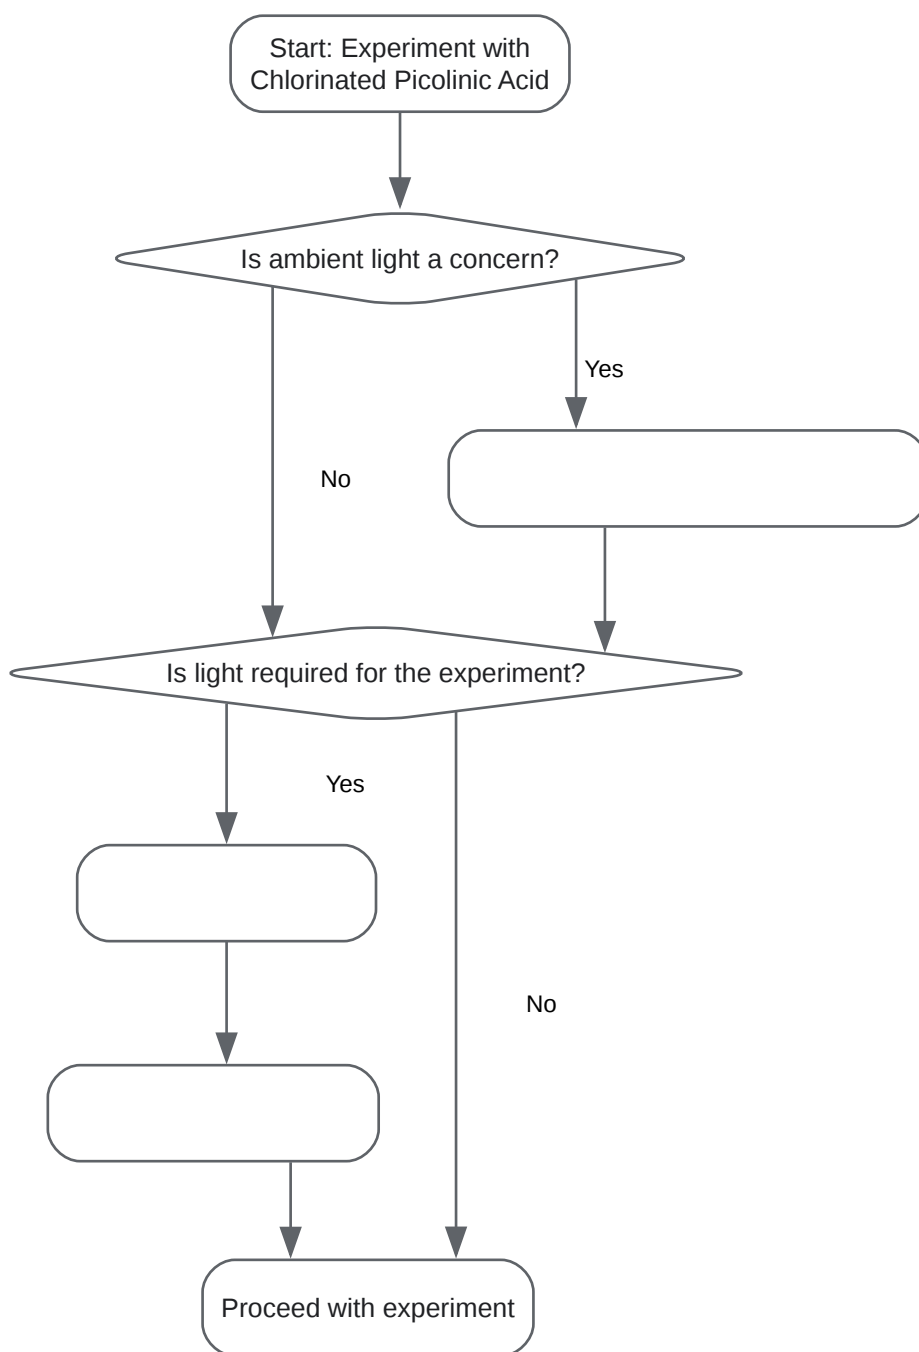 Start: Experiment with
Chlorinated Picolinic Acid
Is ambient light a concern?
Yes
No
Is light required for the experiment?
Yes
No
Proceed with experiment